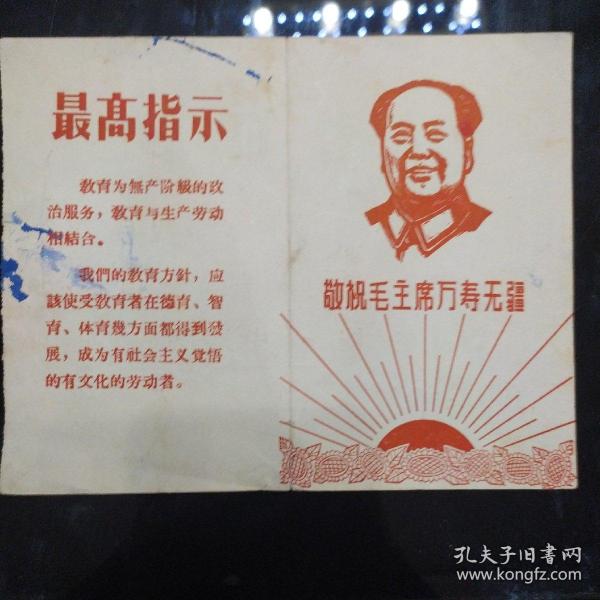 最高指示
教育为無产阶級的政
治服务，教育与生产劳动
相結合。
我們的教育方針，应
該使受教育者在德育、智
育、体育幾方面都得到發
展，成为有社会主义覚悟
的有文化的劳动者。
敬祝毛主席万寿无疆
孔夫子旧書网
www.kongfz.com